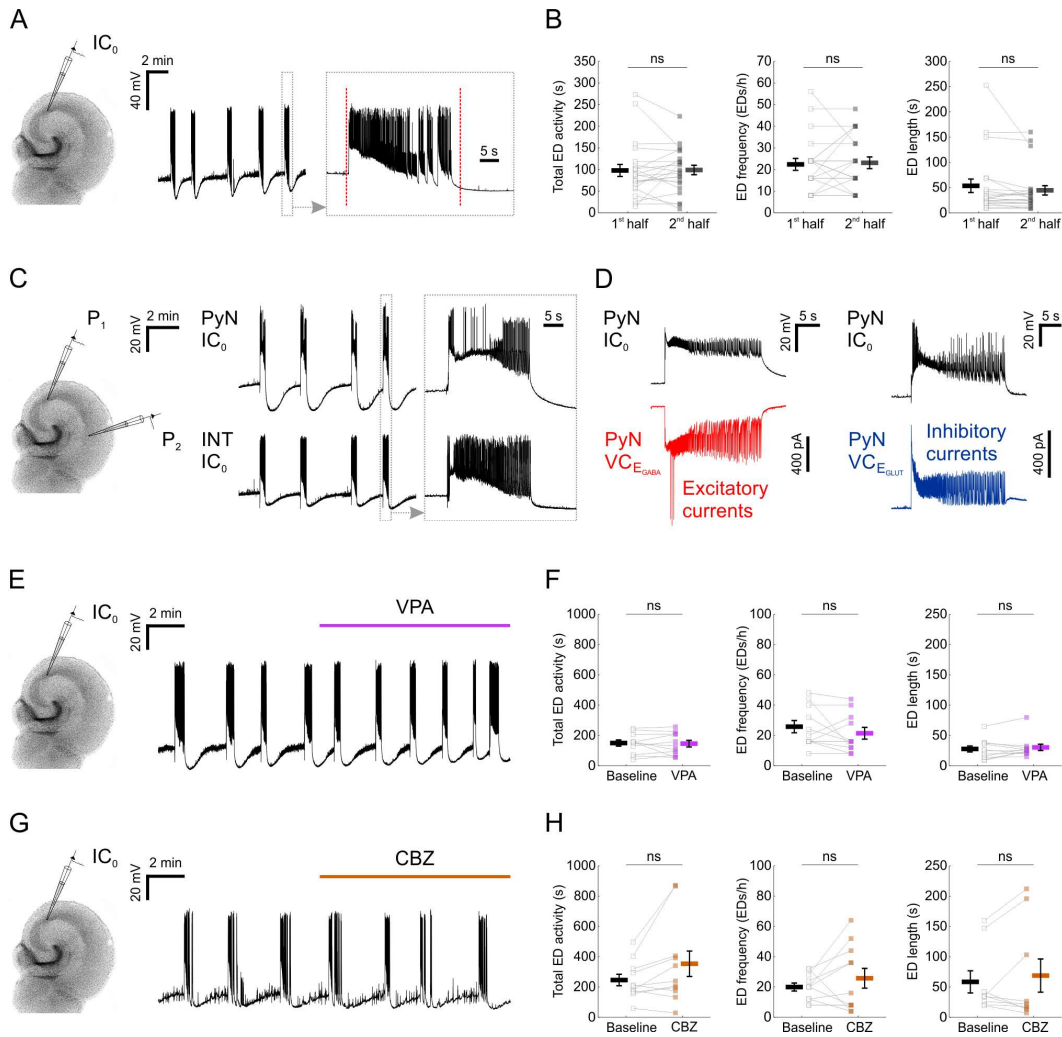 A
IC0
2 min
40 mV
5 s
B
ns
ns
ns
Total ED activity (s)
350
300
250
200
150
100
50
0
1st half
2nd half
ED frequency (EDs/h)
70
60
50
40
30
20
10
0
1st half
2nd half
ED length (s)
300
250
200
150
100
50
0
1st half
2nd half
C
P1
P2
2 min
20 mV
PyN
IC0
INT
IC0
5 s
D
PyN
IC0
5 s
20 mV
PyN
VCEGABA
Excitatory
currents
400 pA
PyN
IC0
5 s
20 mV
PyN
VCEGLUT
Inhibitory
currents
400 pA
E
IC0
2 min
20 mV
VPA
F
ns
ns
ns
Total ED activity (s)
1000
800
600
400
200
0
Baseline
VPA
ED frequency (EDs/h)
100
80
60
40
20
0
Baseline
VPA
ED length (s)
250
200
150
100
50
0
Baseline
VPA
G
IC0
2 min
20 mV
CBZ
H
ns
ns
ns
Total ED activity (s)
1000
800
600
400
200
0
Baseline
CBZ
ED frequency (EDs/h)
100
80
60
40
20
0
Baseline
CBZ
ED length (s)
250
200
150
100
50
0
Baseline
CBZ